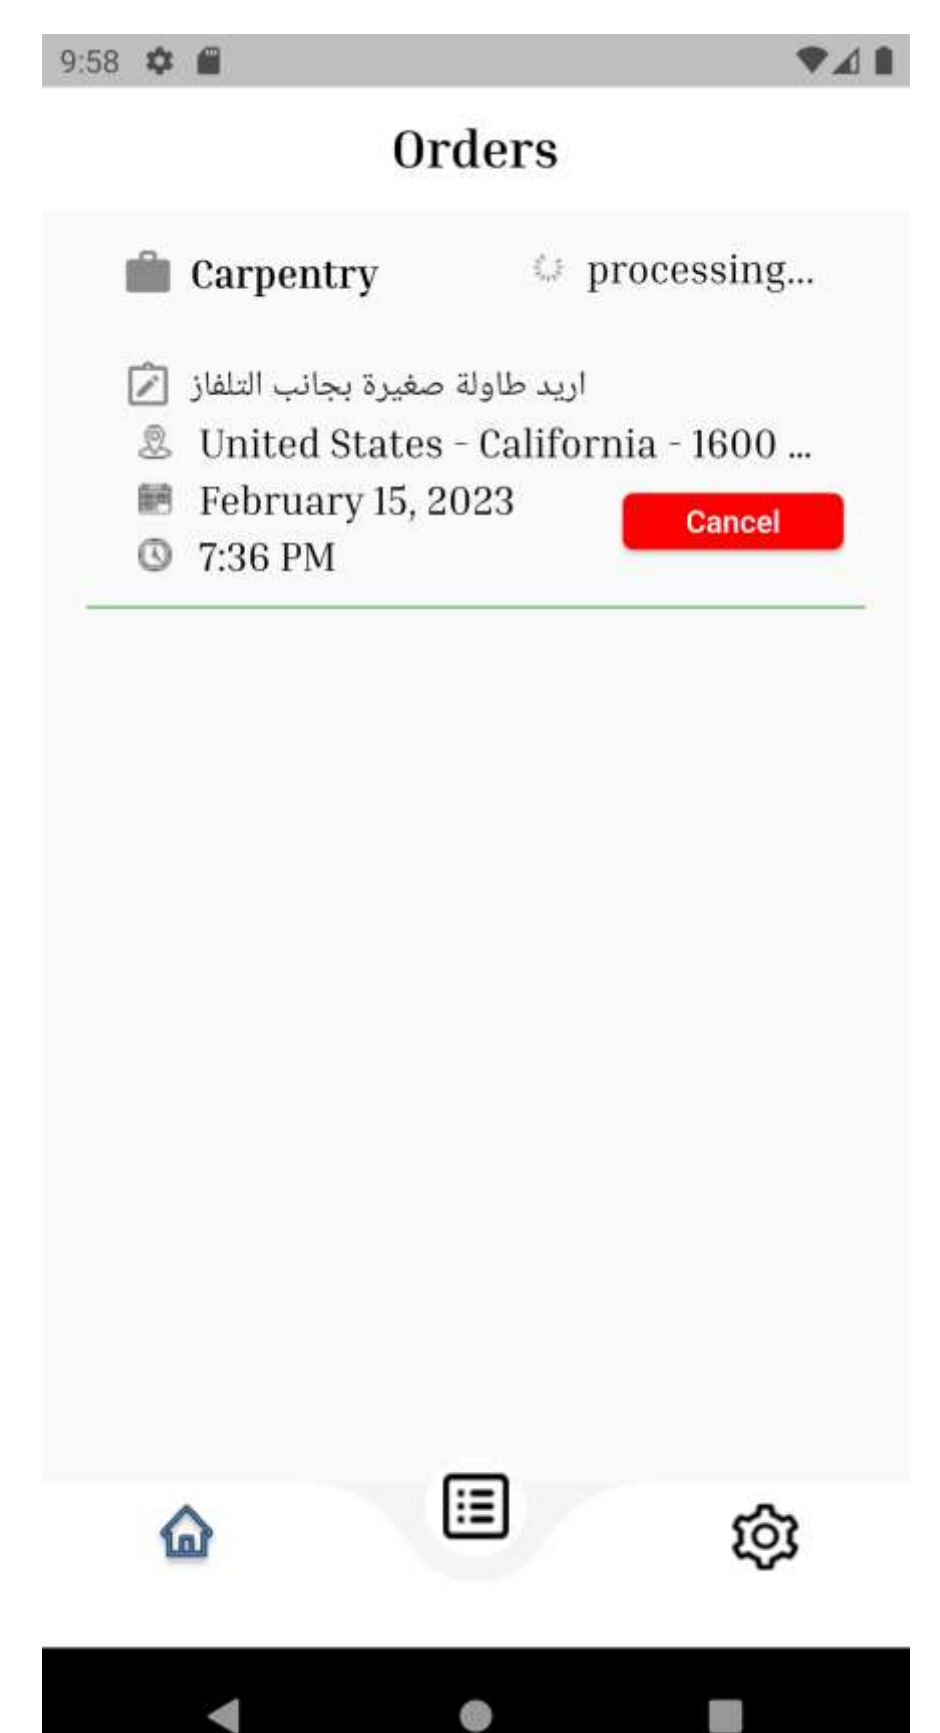 9:58
Orders
Carpentry
processing...
اريد طاولة صغيرة بجانب التلفاز
United States - California - 1600 ...
February 15, 2023
Cancel
7:36 PM